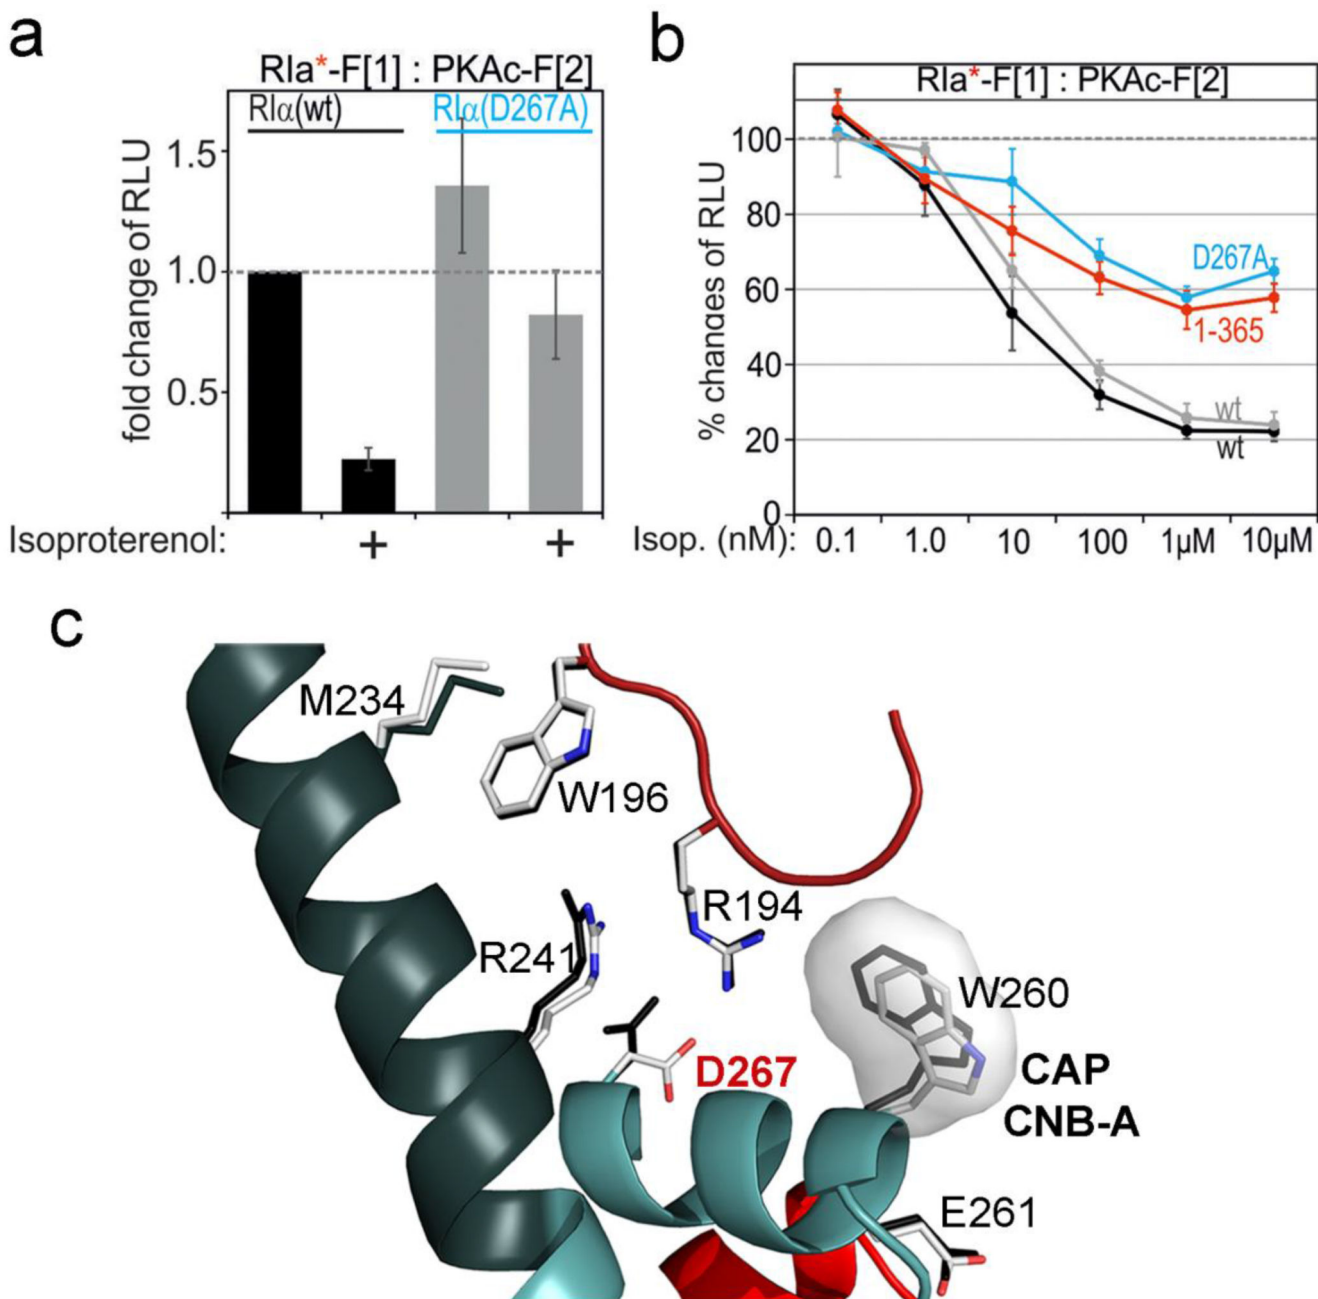 a
RIa*-F[1] : PKAc-F[2]
RIα(wt) RIα(D267A)
fold change of RLU
1.5
1.0
0.5
Isoproterenol: + +
b
RIa*-F[1] : PKAc-F[2]
% changes of RLU
100
80
60
40
20
0
D267A
1-365
wt
wt
Isop. (nM): 0.1 1.0 10 100 1µM 10µM
c
M234
W196
R194
R241
W260
D267
CAP
CNB-A
E261